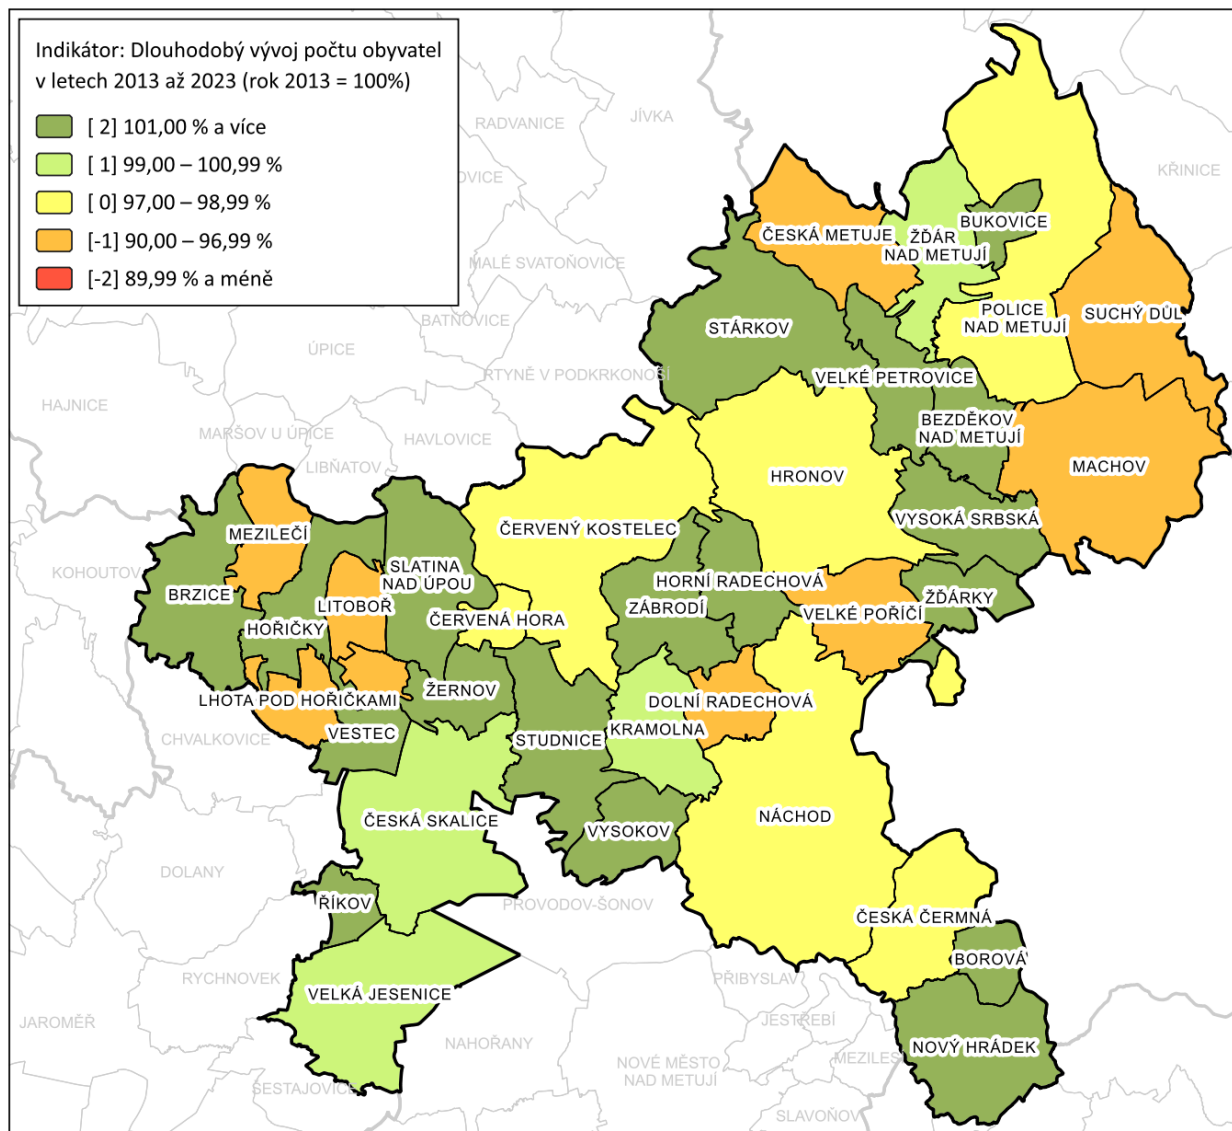 Indikátor: Dlouhodobý vývoj počtu obyvatel
v letech 2013 až 2023 (rok 2013 = 100%)
[ 2] 101,00 % a více
[ 1] 99,00 – 100,99 %
[ 0] 97,00 – 98,99 %
[-1] 90,00 – 96,99 %
[-2] 89,99 % a méně
RADVANICE
JÍVKA
KŘINICE
OVICE
BUKOVICE
ČESKÁ METUJE
ŽĎÁR
NAD METUJÍ
MALÉ SVATOŇOVICE
POLICE
NAD METUJÍ
SUCHÝ DŮL
BATŇOVICE
STÁRKOV
ÚPICE
RTYNĚ V PODKRKONOŠÍ
VELKÉ PETROVICE
HAJNICE
BEZDĚKOV
NAD METUJÍ
MARŠOV U ÚPICE
HAVLOVICE
LIBŇATOV
MACHOV
HRONOV
VYSOKÁ SRBSKÁ
ČERVENÝ KOSTELEC
MEZILEČÍ
SLATINA
NAD ÚPOU
KOHOUTOV
BRZICE
HORNÍ RADECHOVÁ
ŽĎÁRKY
LITOBOŘ
ZÁBRODÍ
VELKÉ POŘÍČÍ
ČERVENÁ HORA
HOŘIČKY
ŽERNOV
LHOTA POD HOŘIČKAMI
DOLNÍ RADECHOVÁ
KRAMOLNA
VESTEC
CHVALKOVICE
STUDNICE
ČESKÁ SKALICE
VYSOKOV
NÁCHOD
DOLANY
ŘÍKOV
PROVODOV-ŠONOV
ČESKÁ ČERMNÁ
BOROVÁ
RYCHNOVEK
PŘIBYSLAV
VELKÁ JESENICE
JAROMĚŘ
JESTŘEBÍ
NAHOŘANY
NOVÝ HRÁDEK
MEZILES
NOVÉ MĚSTO
NAD METUJÍ
ŠESTAJOVICE
SLAVOŇOV